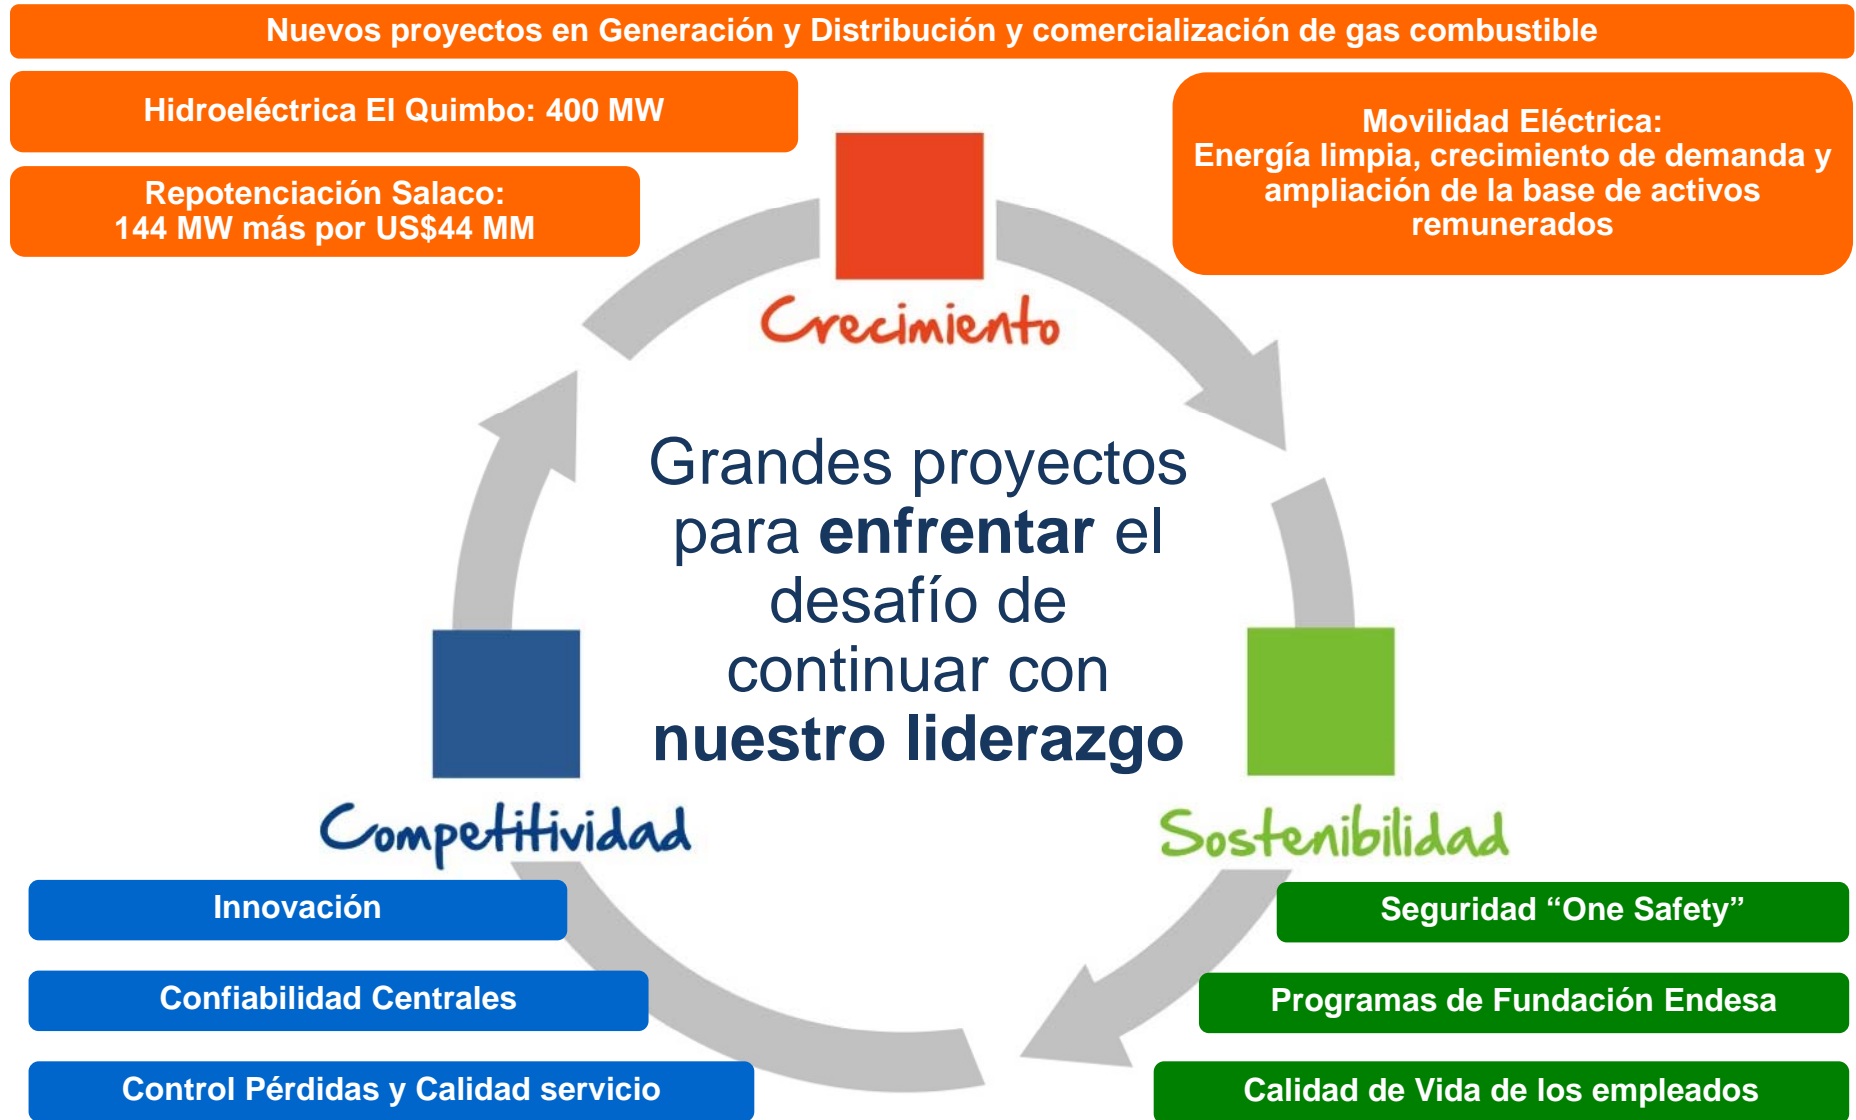 Nuevos proyectos en Generación y Distribución y comercialización de gas combustible
Hidroeléctrica El Quimbo: 400 MW
Repotenciación Salaco:
144 MW más por US$44 MM
Movilidad Eléctrica:
Energía limpia, crecimiento de demanda y
ampliación de la base de activos
remunerados
Crecimiento
Grandes proyectos
para enfrentar el
desafío de
continuar con
nuestro liderazgo
Competitividad
Innovación
Confiabilidad Centrales
Control Pérdidas y Calidad servicio
Sostenibilidad
Seguridad “One Safety”
Programas de Fundación Endesa
Calidad de Vida de los empleados